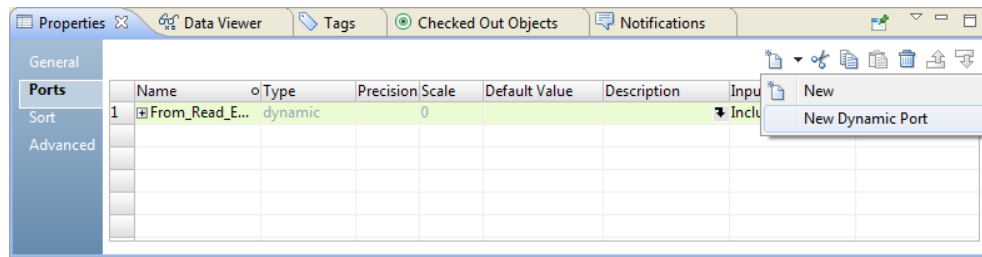 Properties Data Viewer Tags Checked Out Objects Notifications
General
Ports
Sort
Advanced
Name Type Precision Scale Default Value Description Inpu
1 From_Read_E... dynamic 0 Inclu
New
New Dynamic Port